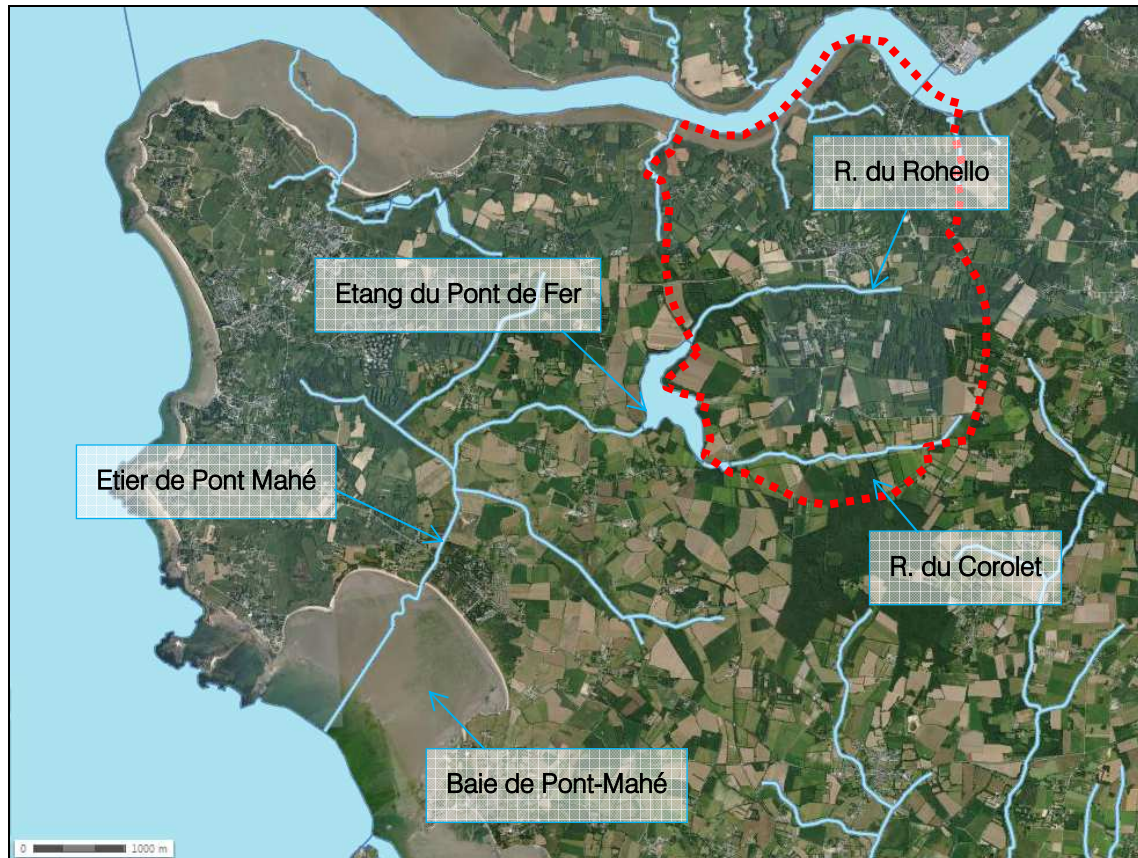 R. du Rohello
Etang du Pont de Fer
Etier de Pont Mahé
R. du Corolet
Baie de Pont-Mahé
0 1000 m